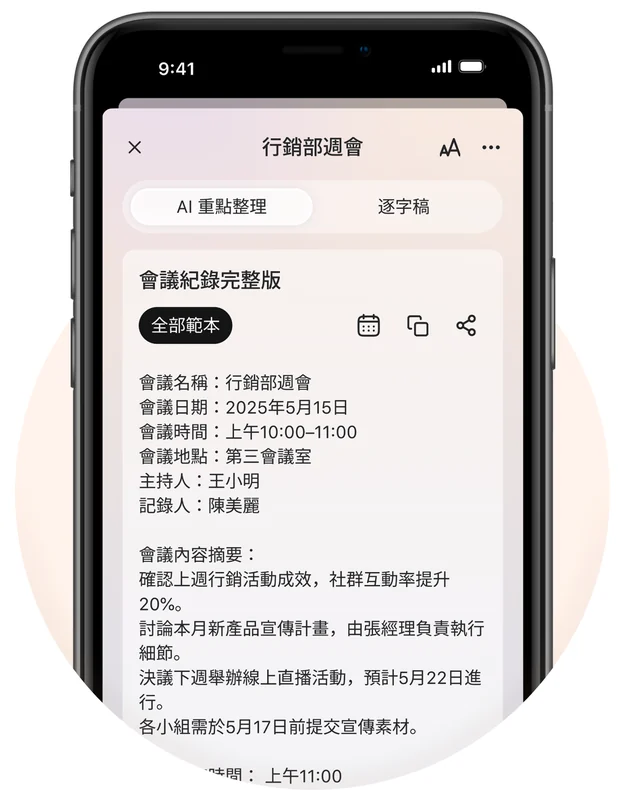 9:41
行銷部週會
AA
AI 重點整理
逐字稿
會議紀錄完整版
全部範本
會議名稱：行銷部週會
會議日期：2025年5月15日
會議時間：上午10:00–11:00
會議地點：第三會議室
主持人：王小明
記錄人：陳美麗
會議內容摘要：
確認上週行銷活動成效，社群互動率提升
20%。
討論本月新產品宣傳計畫，由張經理負責執行
細節。
決議下週舉辦線上直播活動，預計5月22日進
行。
各小組需於5月17日前提交宣傳素材。
時間： 上午11:00